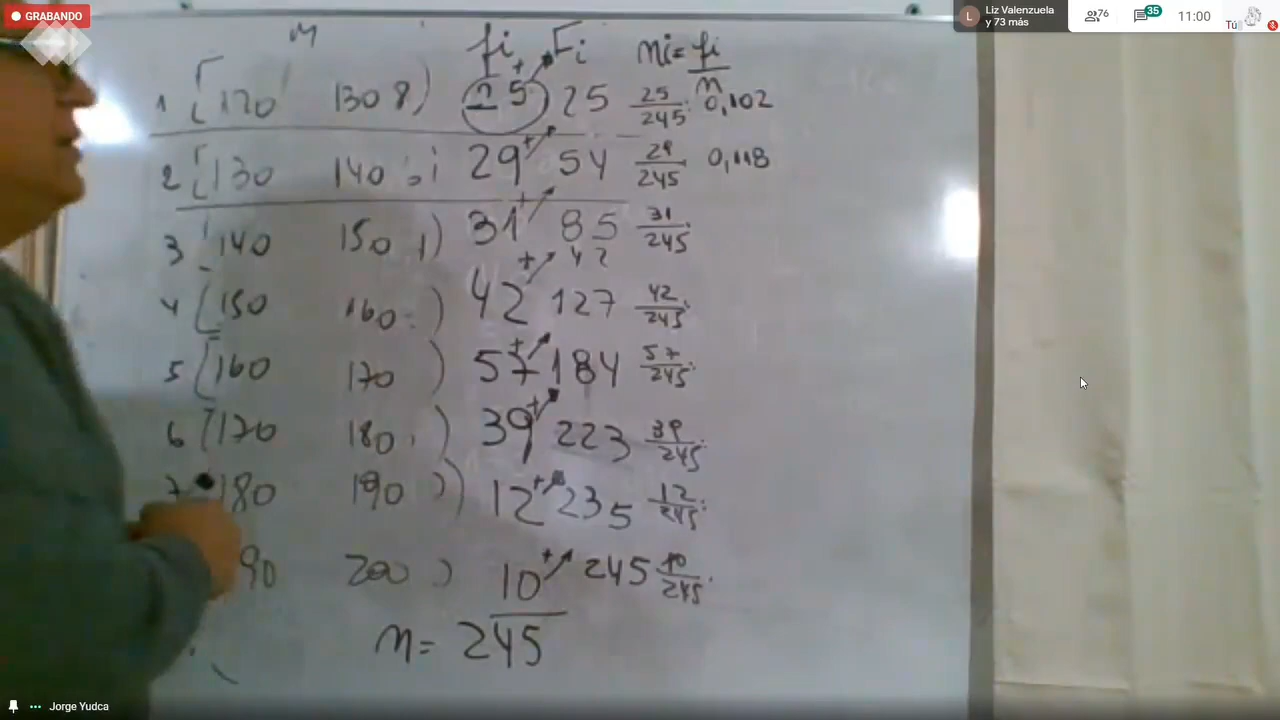 GRABANDO
Liz Valenzuela
y 73 más
76
35
11:00
Tú
fi Fi ni = fi/n
1 [120 130) 25 25 25/245: 0,102
2 [130 140 29 54 29/245 0,118
3 140 150 ) 31 85 31/245:
42
4 [150 160 ) 42 127 42/245:
5 [160 170 ) 57 184 57/245:
6 [170 180 ) 39 223 39/245:
7 180 190 ) 12 235 12/245:
90 200 ) 10 245 10/245.
n = 245
Jorge Yudca